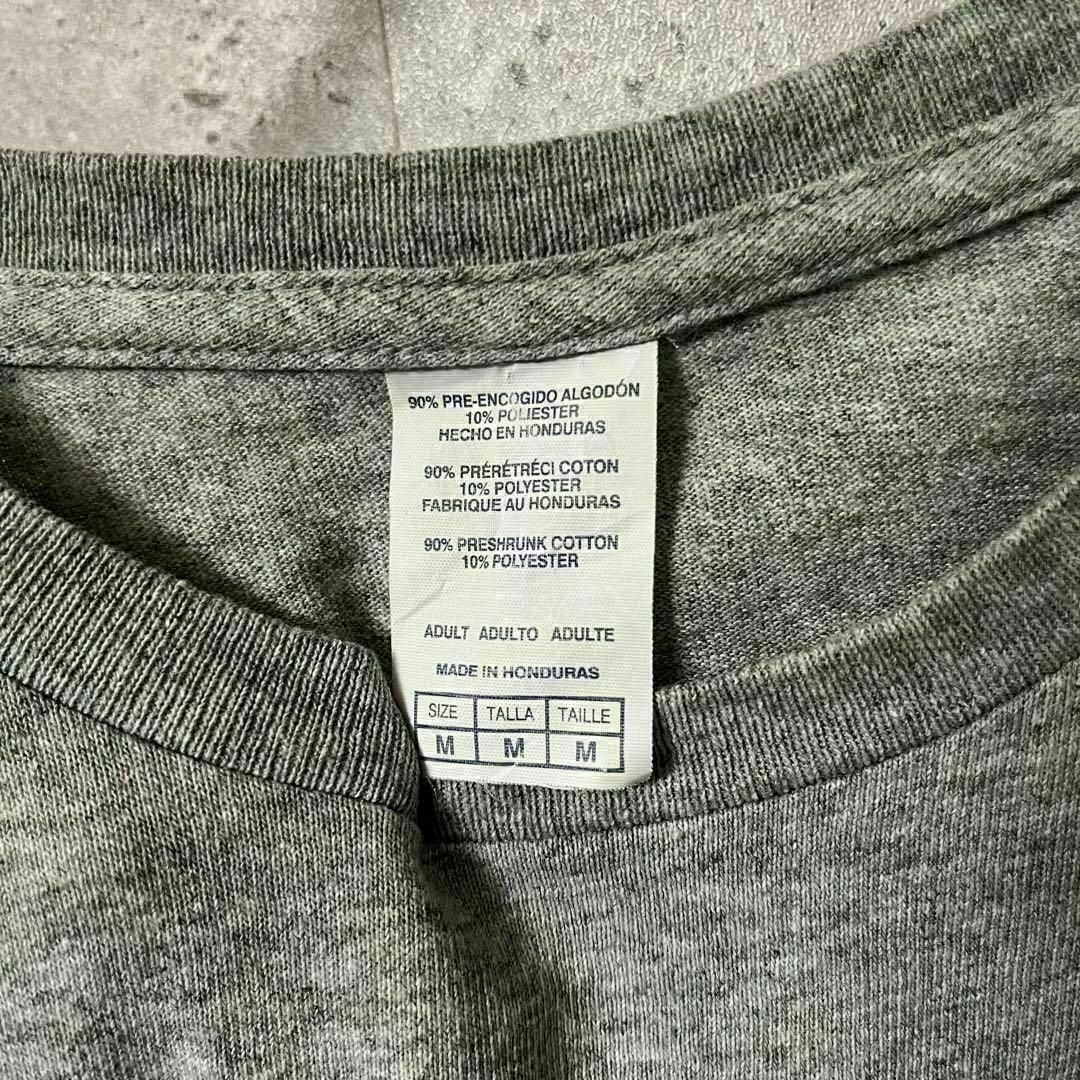 90% PRE-ENCOGIDO ALGODÓN
10% POLIESTER
HECHO EN HONDURAS
90% PRÉRÉTRÉCI COTON
10% POLYESTER
FABRIQUE AU HONDURAS
90% PRESHRUNK COTTON
10% POLYESTER
ADULT ADULTO ADULTE
MADE IN HONDURAS
SIZE TALLA TAILLE
M M M